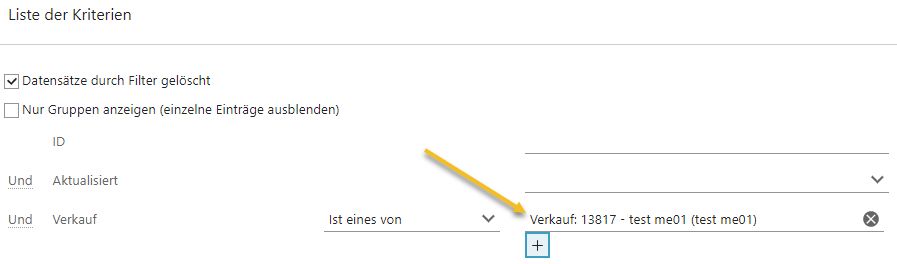 Liste der Kriterien
Datensätze durch Filter gelöscht
Nur Gruppen anzeigen (einzelne Einträge ausblenden)
ID
Und Aktualisiert
Und Verkauf Ist eines von Verkauf: 13817 - test me01 (test me01)
+